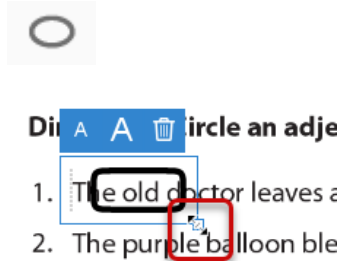 Di A A ircle an adje
1. The old doctor leaves a
2. The purple balloon ble